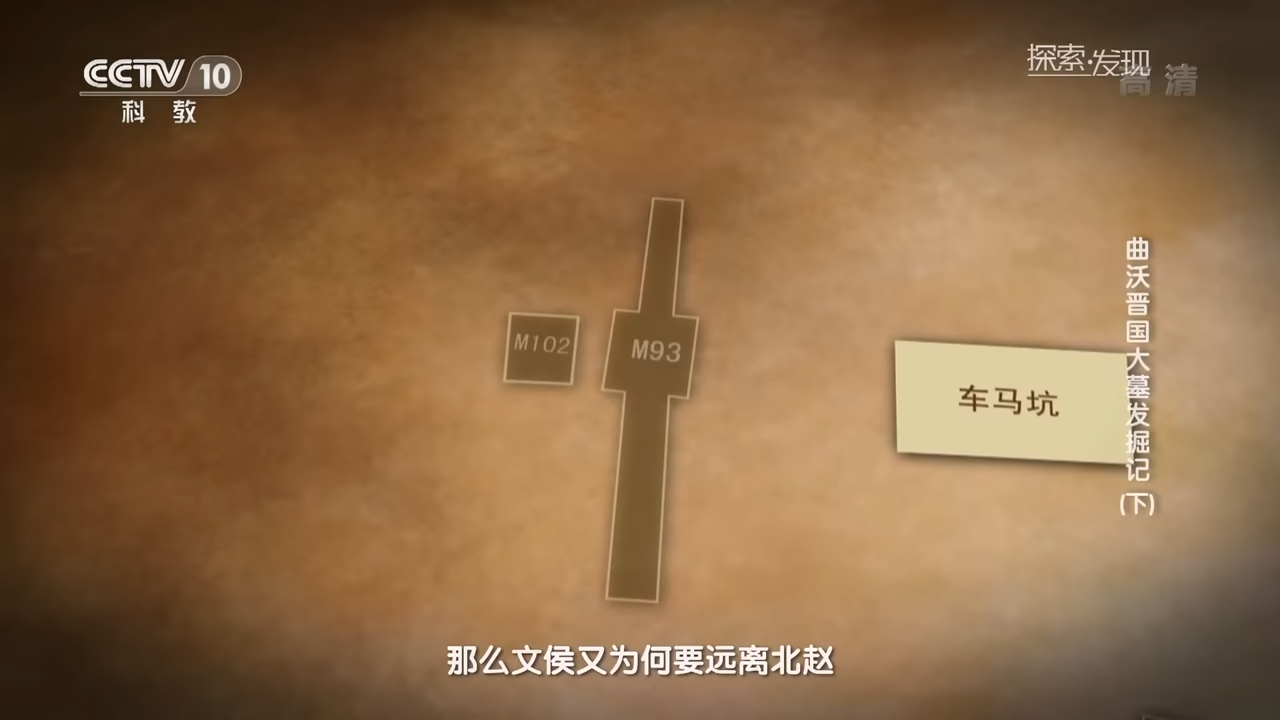 CCTV 10
科教
探索·发现
高清
M102
M93
车马坑
曲沃晋国大墓发掘记(下)
那么文侯又为何要远离北赵